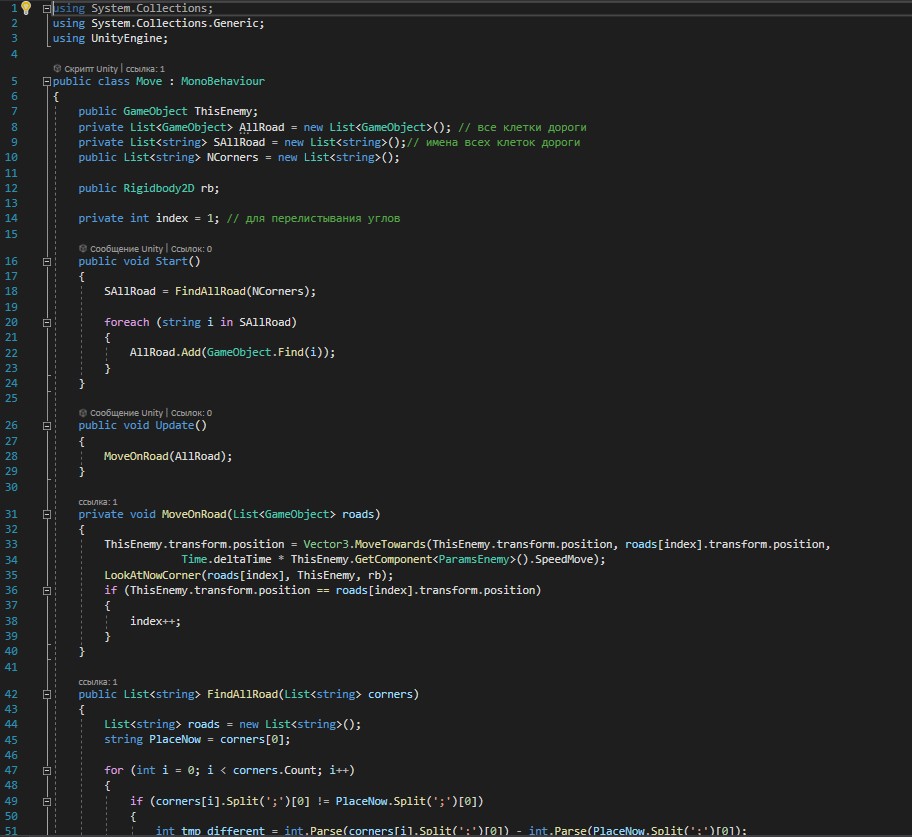 1 using System.Collections;
2 using System.Collections.Generic;
3 using UnityEngine;
4
Скрипт Unity | ссылка: 1
5 public class Move : MonoBehaviour
6 {
7 public GameObject ThisEnemy;
8 private List<GameObject> AllRoad = new List<GameObject>(); // все клетки дороги
9 private List<string> SAllRoad = new List<string>();// имена всех клеток дороги
10 public List<string> NCorners = new List<string>();
11
12 public Rigidbody2D rb;
13
14 private int index = 1; // для перелистывания углов
15
Сообщение Unity | Ссылок: 0
16 public void Start()
17 {
18 SAllRoad = FindAllRoad(NCorners);
19
20 foreach (string i in SAllRoad)
21 {
22 AllRoad.Add(GameObject.Find(i));
23 }
24 }
25
Сообщение Unity | Ссылок: 0
26 public void Update()
27 {
28 MoveOnRoad(AllRoad);
29 }
30
ссылка: 1
31 private void MoveOnRoad(List<GameObject> roads)
32 {
33 ThisEnemy.transform.position = Vector3.MoveTowards(ThisEnemy.transform.position, roads[index].transform.position,
34 Time.deltaTime * ThisEnemy.GetComponent<ParamsEnemy>().SpeedMove);
35 LookAtNowCorner(roads[index], ThisEnemy, rb);
36 if (ThisEnemy.transform.position == roads[index].transform.position)
37 {
38 index++;
39 }
40 }
41
ссылка: 1
42 public List<string> FindAllRoad(List<string> corners)
43 {
44 List<string> roads = new List<string>();
45 string PlaceNow = corners[0];
46
47 for (int i = 0; i < corners.Count; i++)
48 {
49 if (corners[i].Split(';')[0] != PlaceNow.Split(';')[0])
50 {
51 int tmp_different = int.Parse(corners[i].Split(';')[0]) - int.Parse(PlaceNow.Split(';')[0]);